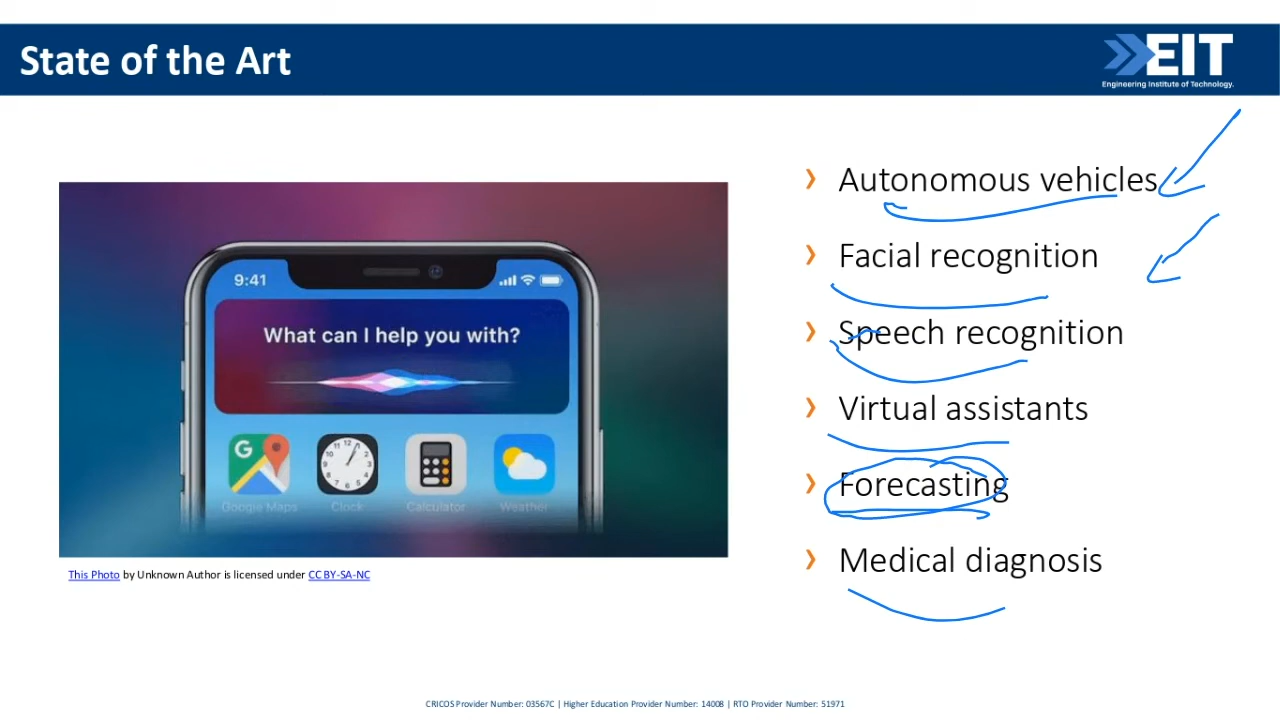 State of the Art
EIT
Engineering Institute of Technology.
9:41
What can I help you with?
G
Google Maps
Clock
Calculator
Weather
› Autonomous vehicles
› Facial recognition
› Speech recognition
› Virtual assistants
› Forecasting
› Medical diagnosis
This Photo by Unknown Author is licensed under CC BY-SA-NC
CRICOS Provider Number: 03567C | Higher Education Provider Number: 14008 | RTO Provider Number: 51971